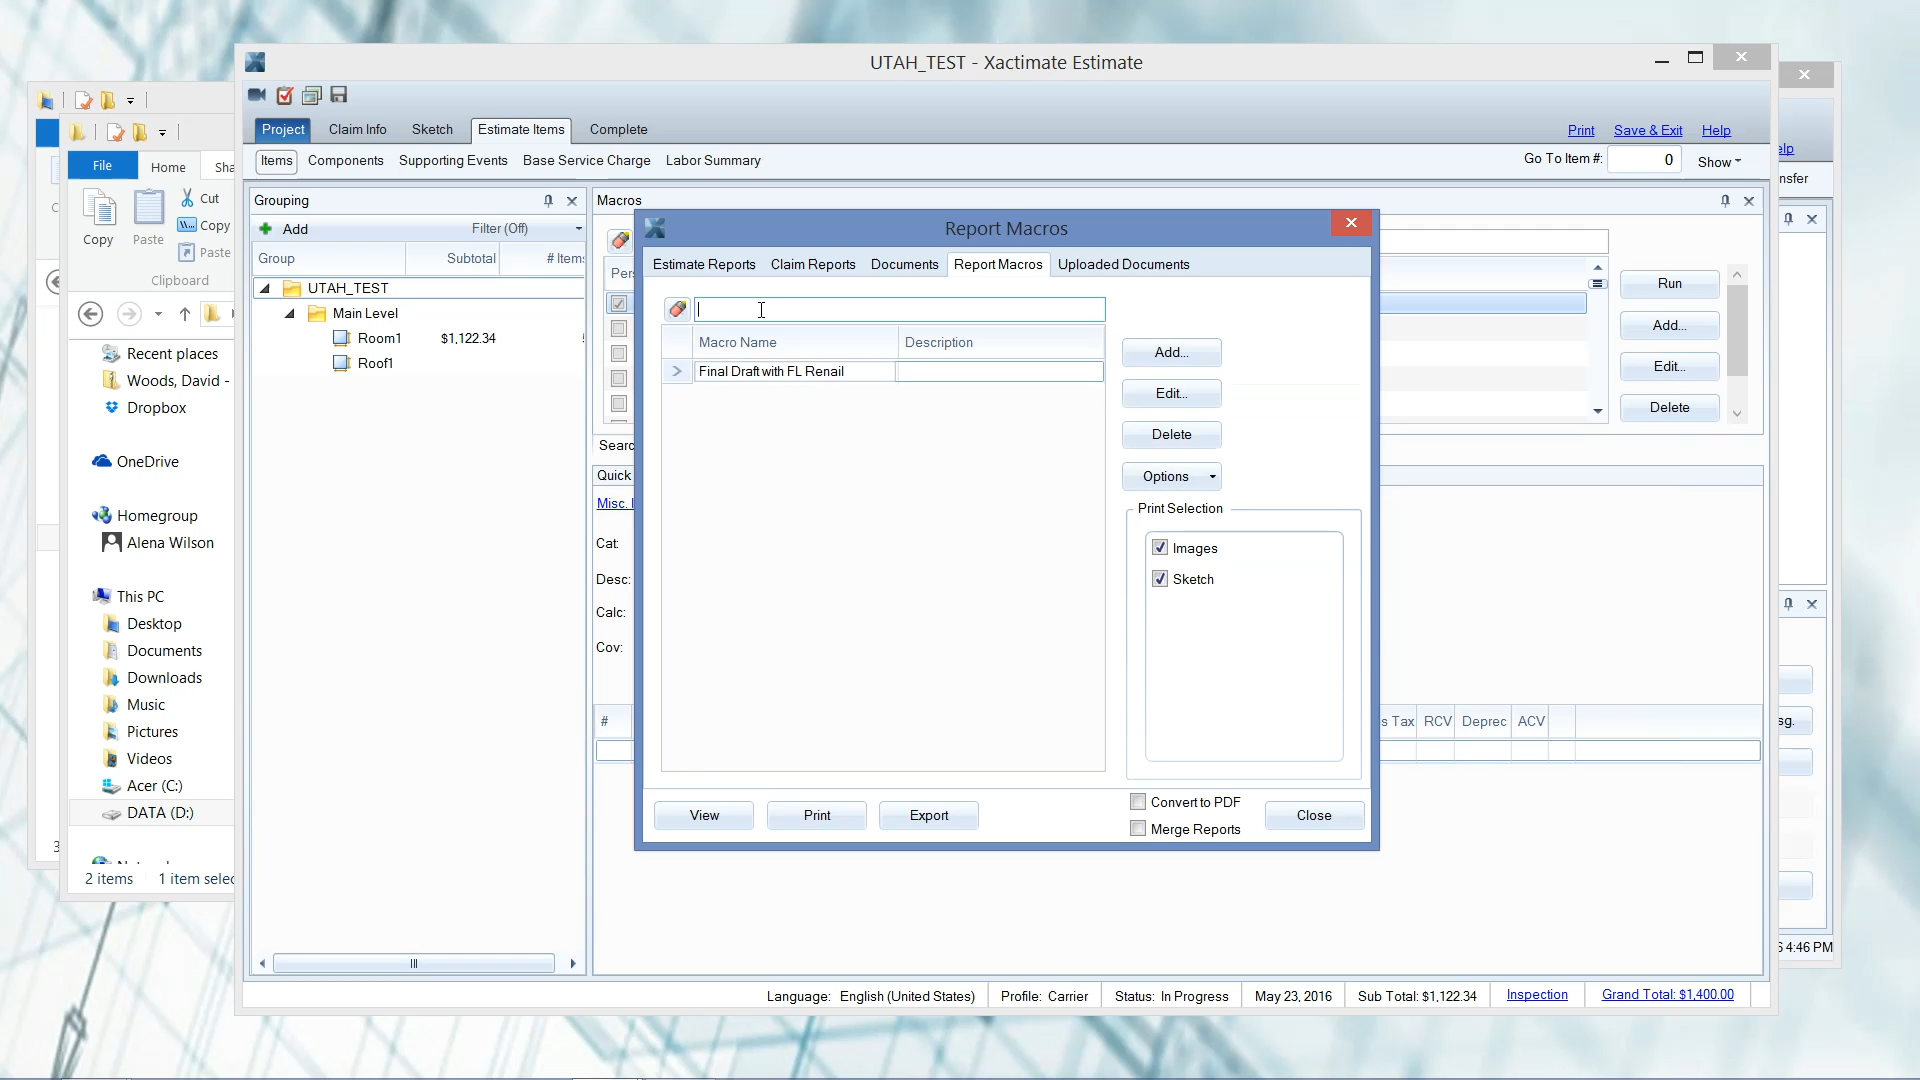 UTAH_TEST - Xactimate Estimate
Project Claim Info Sketch Estimate Items Complete
Print Save & Exit Help
Items Components Supporting Events Base Service Charge Labor Summary
Go To Item #: 0 Show
Grouping
Add Filter (Off)
Group Subtotal # Items
UTAH_TEST
Main Level
Room1 $1,122.34
Roof1
Macros
Run
Add...
Edit...
Delete
Quick
Cat:
Desc:
Calc:
Cov:
#
Tax RCV Deprec ACV
Report Macros
Estimate Reports Claim Reports Documents Report Macros Uploaded Documents
Macro Name Description
Final Draft with FL Renail
Add...
Edit...
Delete
Options
Print Selection
Images
Sketch
View Print Export
Convert to PDF
Merge Reports
Close
Language: English (United States) Profile: Carrier Status: In Progress May 23, 2016 Sub Total: $1,122.34 Inspection Grand Total: $1,400.00
File Home
Copy Paste
Cut
Copy
Paste
Clipboard
Recent places
Woods, David -
Dropbox
OneDrive
Homegroup
Alena Wilson
This PC
Desktop
Documents
Downloads
Music
Pictures
Videos
Acer (C:)
DATA (D:)
2 items 1 item
4:46 PM